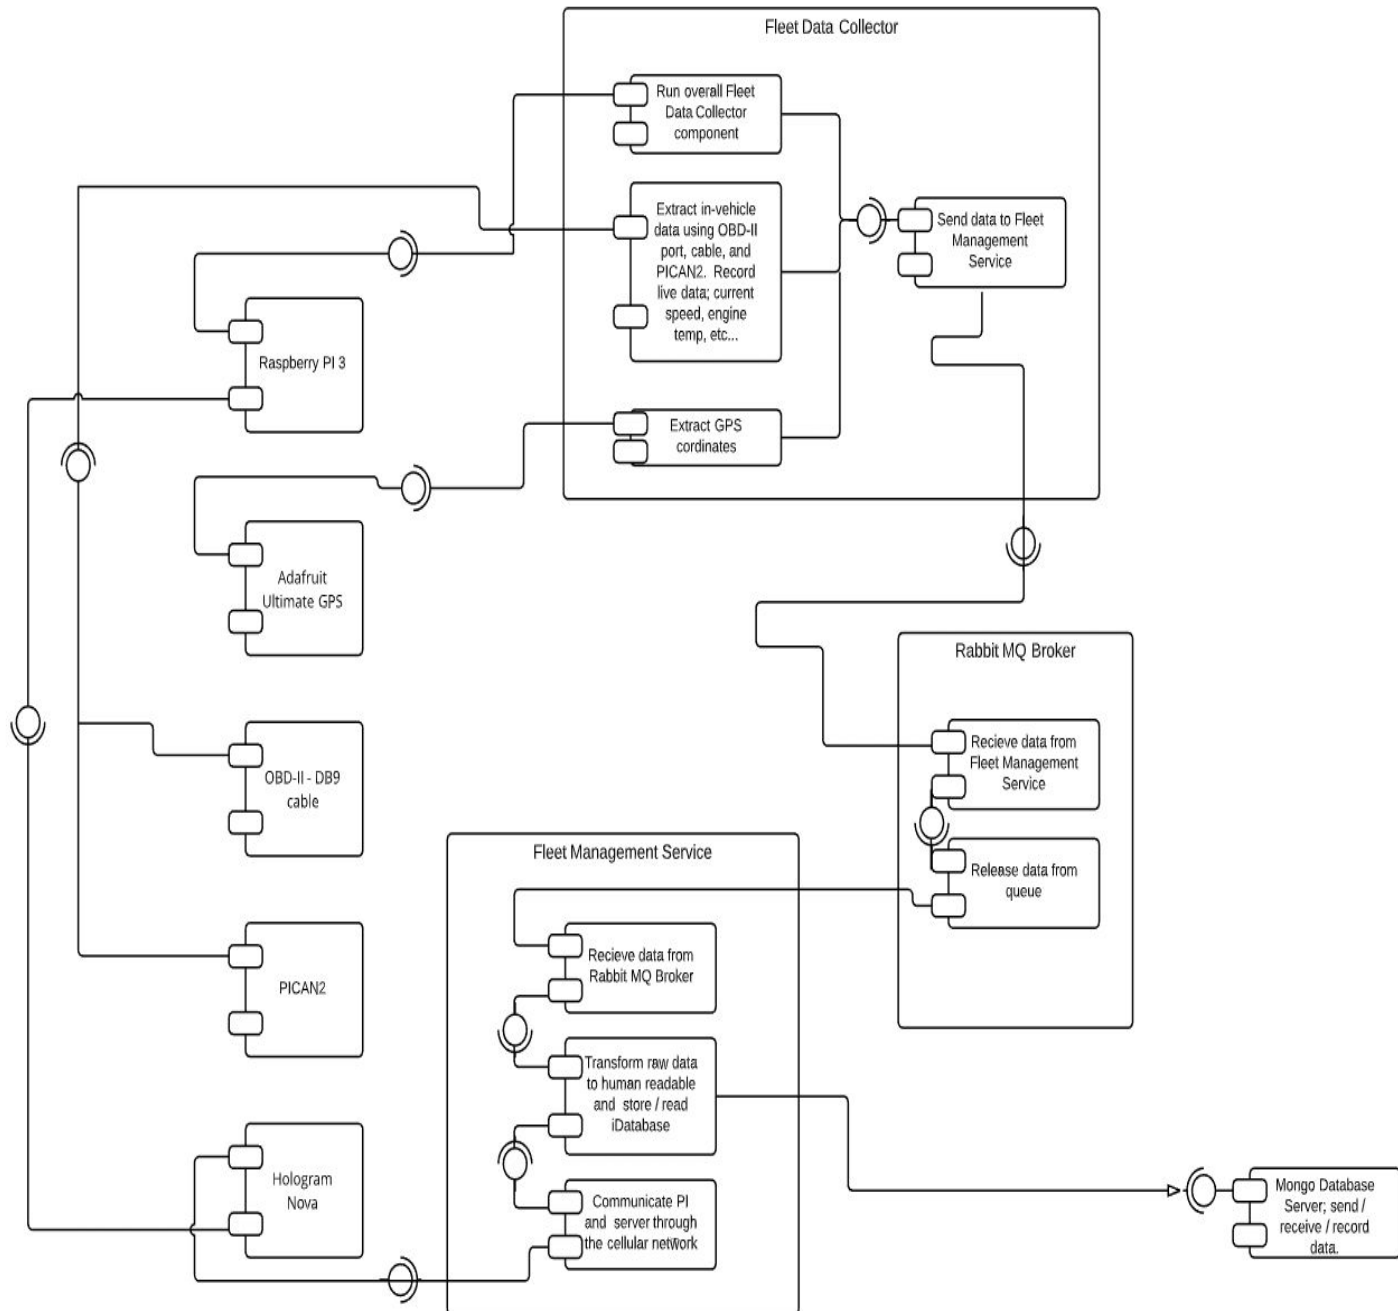 Fleet Data Collector
Run overall Fleet
Data Collector
component
Extract in-vehicle
data using OBD-II
port, cable, and
PICAN2. Record
live data; current
speed, engine
temp, etc...
Send data to Fleet
Management
Service
Extract GPS
cordinates
Raspberry PI 3
Adafruit
Ultimate GPS
OBD-II - DB9
cable
PICAN2
Hologram
Nova
Rabbit MQ Broker
Recieve data from
Fleet Management
Service
Release data from
queue
Fleet Management Service
Recieve data from
Rabbit MQ Broker
Transform raw data
to human readable
and store / read
iDatabase
Communicate PI
and server through
the cellular network
Mongo Database
Server; send /
receive / record
data.